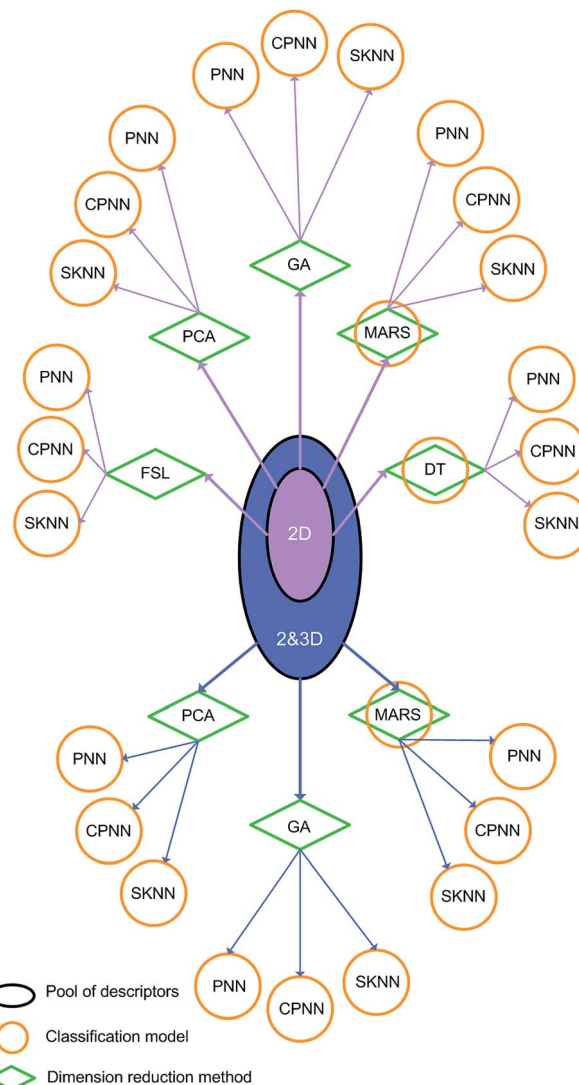 CPNN
PNN
SKNN
PNN
PNN
CPNN
CPNN
SKNN
GA
SKNN
PCA
MARS
PNN
PNN
CPNN
FSL
DT
CPNN
SKNN
SKNN
2D
2&3D
PCA
MARS
PNN
PNN
CPNN
GA
CPNN
SKNN
SKNN
PNN
CPNN
SKNN
Pool of descriptors
Classification model
Dimension reduction method